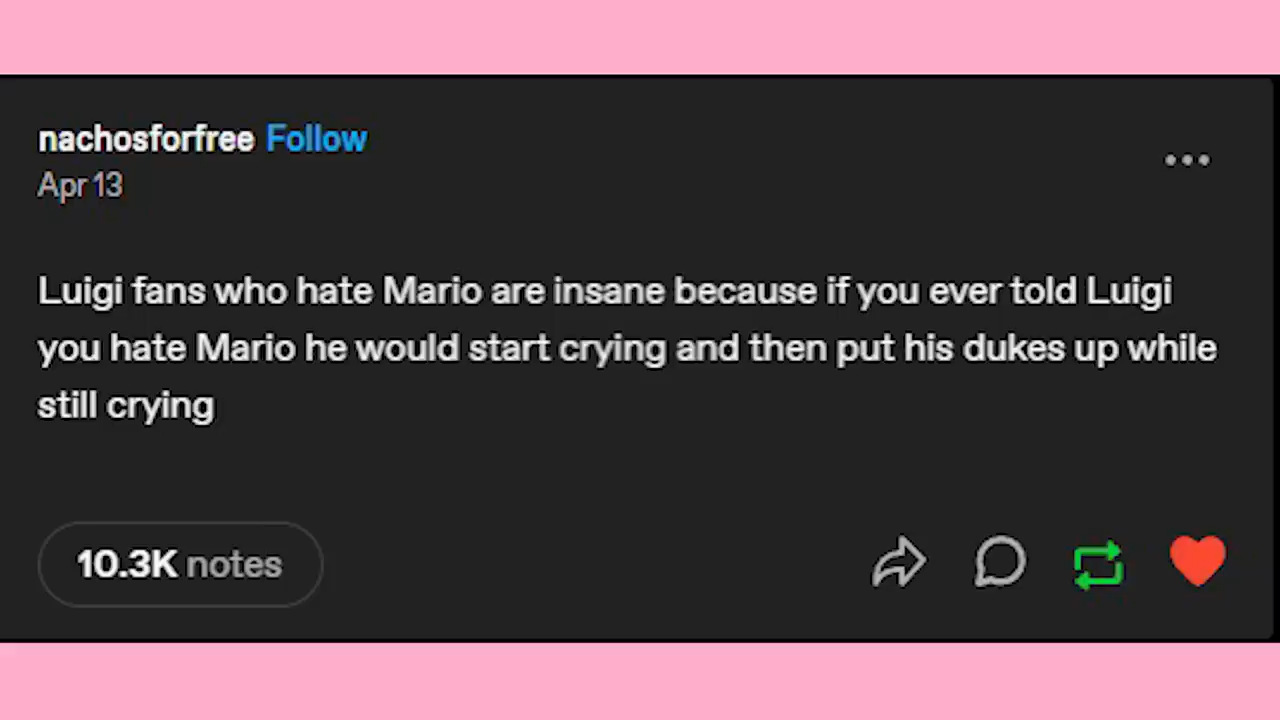 nachosforfree Follow
Apr 13
Luigi fans who hate Mario are insane because if you ever told Luigi
you hate Mario he would start crying and then put his dukes up while
still crying
10.3K notes